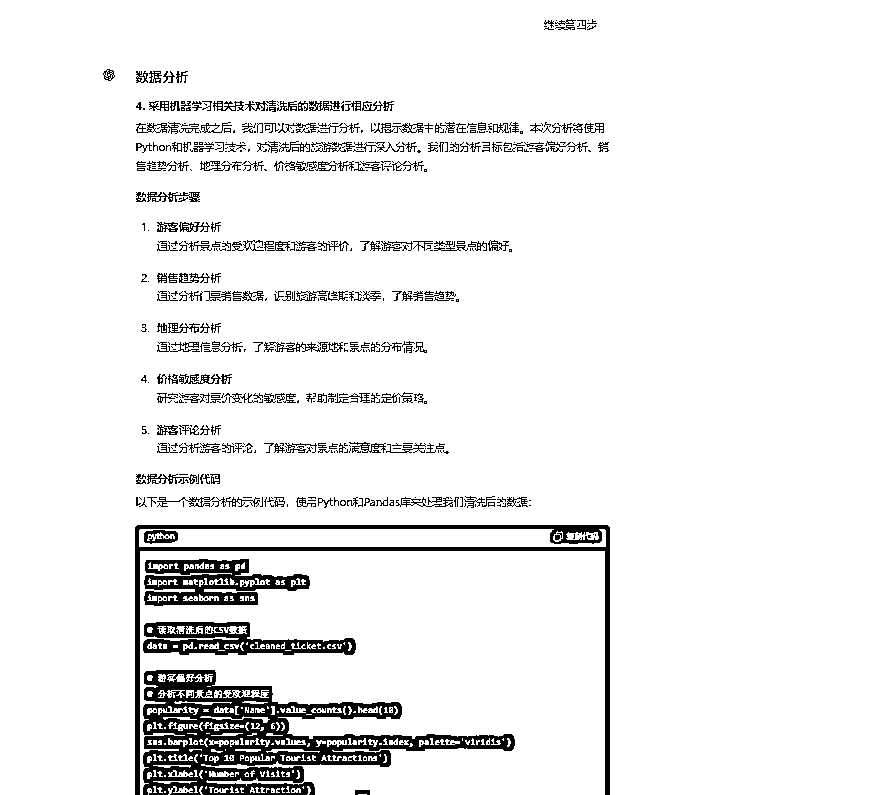 继续第四步
数据分析
4. 采用机器学习相关技术对清洗后的数据进行相应分析
在数据清洗完成之后，我们可以对数据进行分析，以揭示数据中的潜在信息和规律。本次分析将使用
Python和机器学习技术，对清洗后的旅游数据进行深入分析。我们的分析目标包括游客偏好分析、销
售趋势分析、地理分布分析、价格敏感度分析和游客评论分析。
数据分析步骤
1. 游客偏好分析
通过分析景点的受欢迎程度和游客的评价，了解游客对不同类型景点的偏好。
2. 销售趋势分析
通过分析门票销售数据，识别旅游高峰期和淡季，了解销售趋势。
3. 地理分布分析
通过地理信息分析，了解游客的来源地和景点的分布情况。
4. 价格敏感度分析
研究游客对票价变化的敏感度，帮助制定合理的定价策略。
5. 游客评论分析
通过分析游客的评论，了解游客对景点的满意度和主要关注点。
数据分析示例代码
以下是一个数据分析的示例代码，使用Python和Pandas库来处理我们清洗后的数据：
python 复制代码
import pandas as pd
import matplotlib.pyplot as plt
import seaborn as sns
# 读取清洗后的CSV数据
data = pd.read_csv('cleaned_ticket.csv')
# 游客偏好分析
# 分析不同景点的受欢迎程度
popularity = data['Name'].value_counts().head(10)
plt.figure(figsize=(12, 6))
sns.barplot(x=popularity.values, y=popularity.index, palette='viridis')
plt.title('Top 10 Popular Tourist Attractions')
plt.xlabel('Number of Visits')
plt.ylabel('Tourist Attraction')